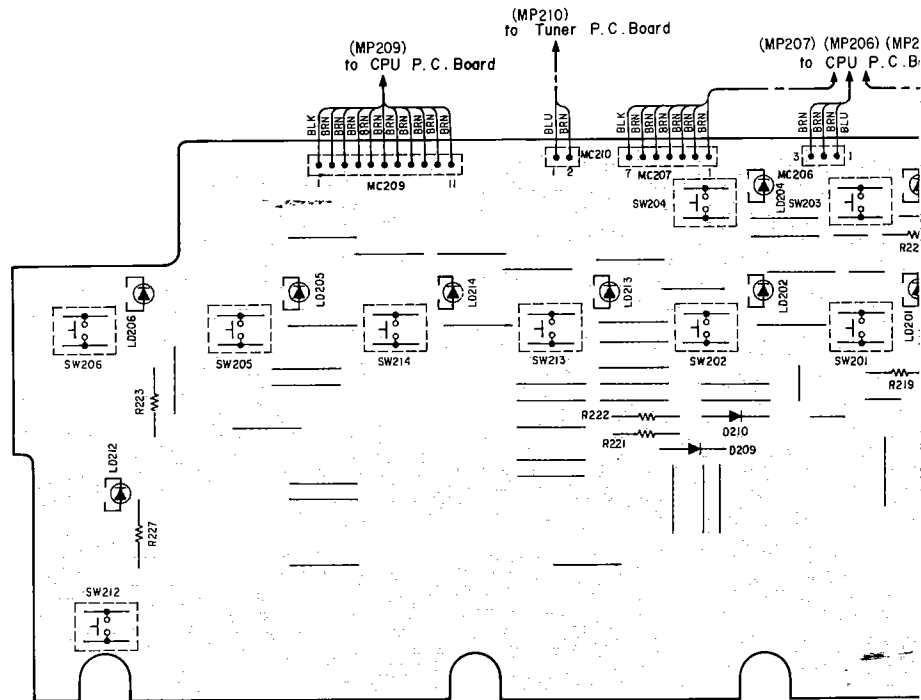 (MP210)
to Tuner P.C.Board
(MP209)
to CPU P.C.Board
(MP207) (MP206) (MP2
to CPU P.C.B
BLK BRN BRN BRN BRN BRN BRN BRN BRN BRN BRN
BLU BRN
BLK BRN BRN BRN BRN BRN BRN
BRN BRN BLU
1 MC209 11
1 2 MC210
7 MC207 1
3 1
MC206
SW204
LD204
SW203
R22
LD206
LD205
LD214
LD213
LD202
LD201
SW206
SW205
SW214
SW213
SW202
SW201
R223
R219
R222
D210
R221
D209
LD212
R227
SW212